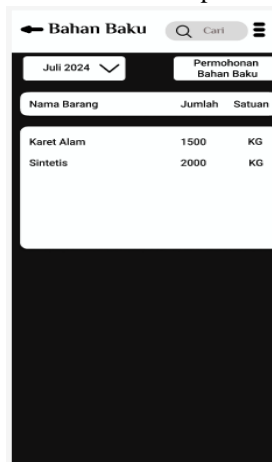 Bahan Baku Cari
Juli 2024
Permohonan
Bahan Baku
Nama Barang Jumlah Satuan
Karet Alam 1500 KG
Sintetis 2000 KG